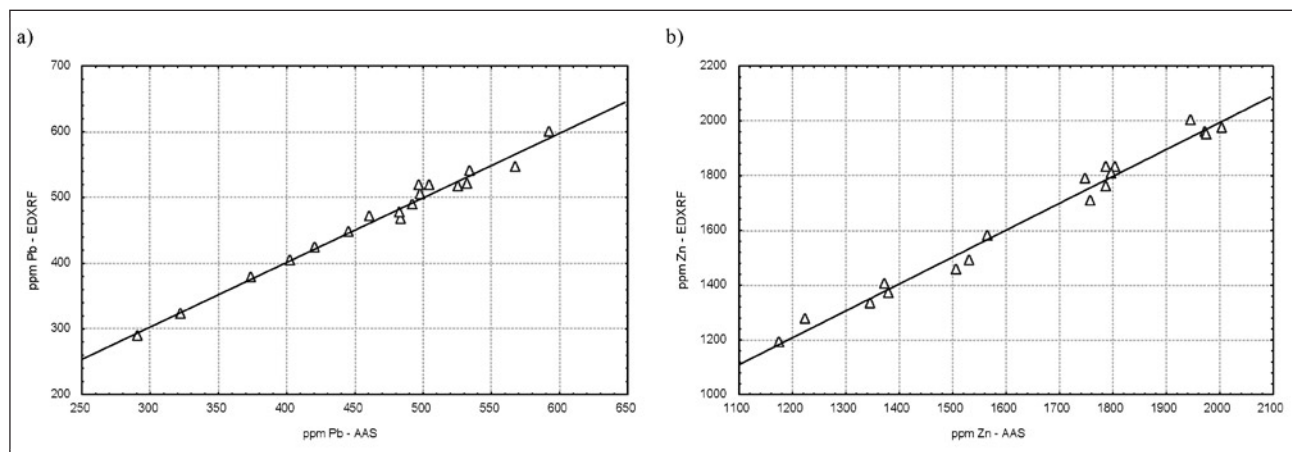 a)
700
600
500
400
300
200
250 300 350 400 450 500 550 600 650
ppm Pb - EDXRF
ppm Pb - AAS
b)
2200
2000
1800
1600
1400
1200
1000
1100 1200 1300 1400 1500 1600 1700 1800 1900 2000 2100
ppm Zn - EDXRF
ppm Zn - AAS